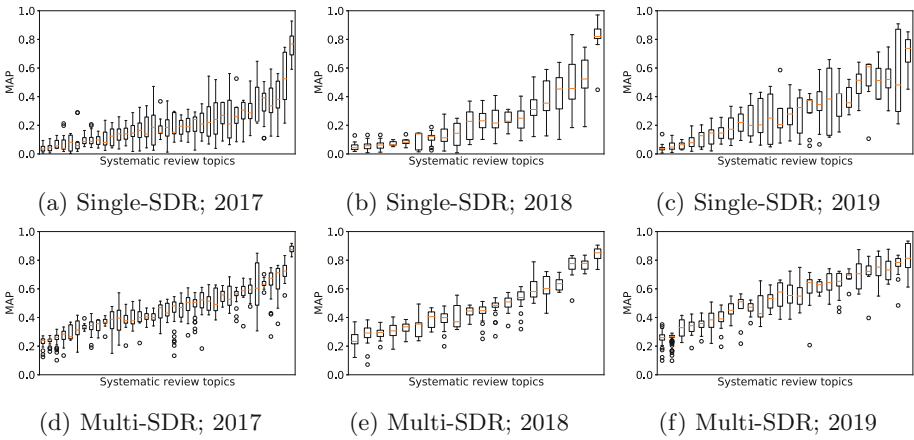 1.0 1.0 1.0
0.8 0.8 0.8
0.6 0.6 0.6
MAP MAP MAP
0.4 0.4 0.4
0.2 0.2 0.2
0.0 0.0 0.0
Systematic review topics Systematic review topics Systematic review topics
(a) Single-SDR; 2017 (b) Single-SDR; 2018 (c) Single-SDR; 2019
1.0 1.0 1.0
0.8 0.8 0.8
0.6 0.6 0.6
MAP MAP MAP
0.4 0.4 0.4
0.2 0.2 0.2
0.0 0.0 0.0
Systematic review topics Systematic review topics Systematic review topics
(d) Multi-SDR; 2017 (e) Multi-SDR; 2018 (f) Multi-SDR; 2019